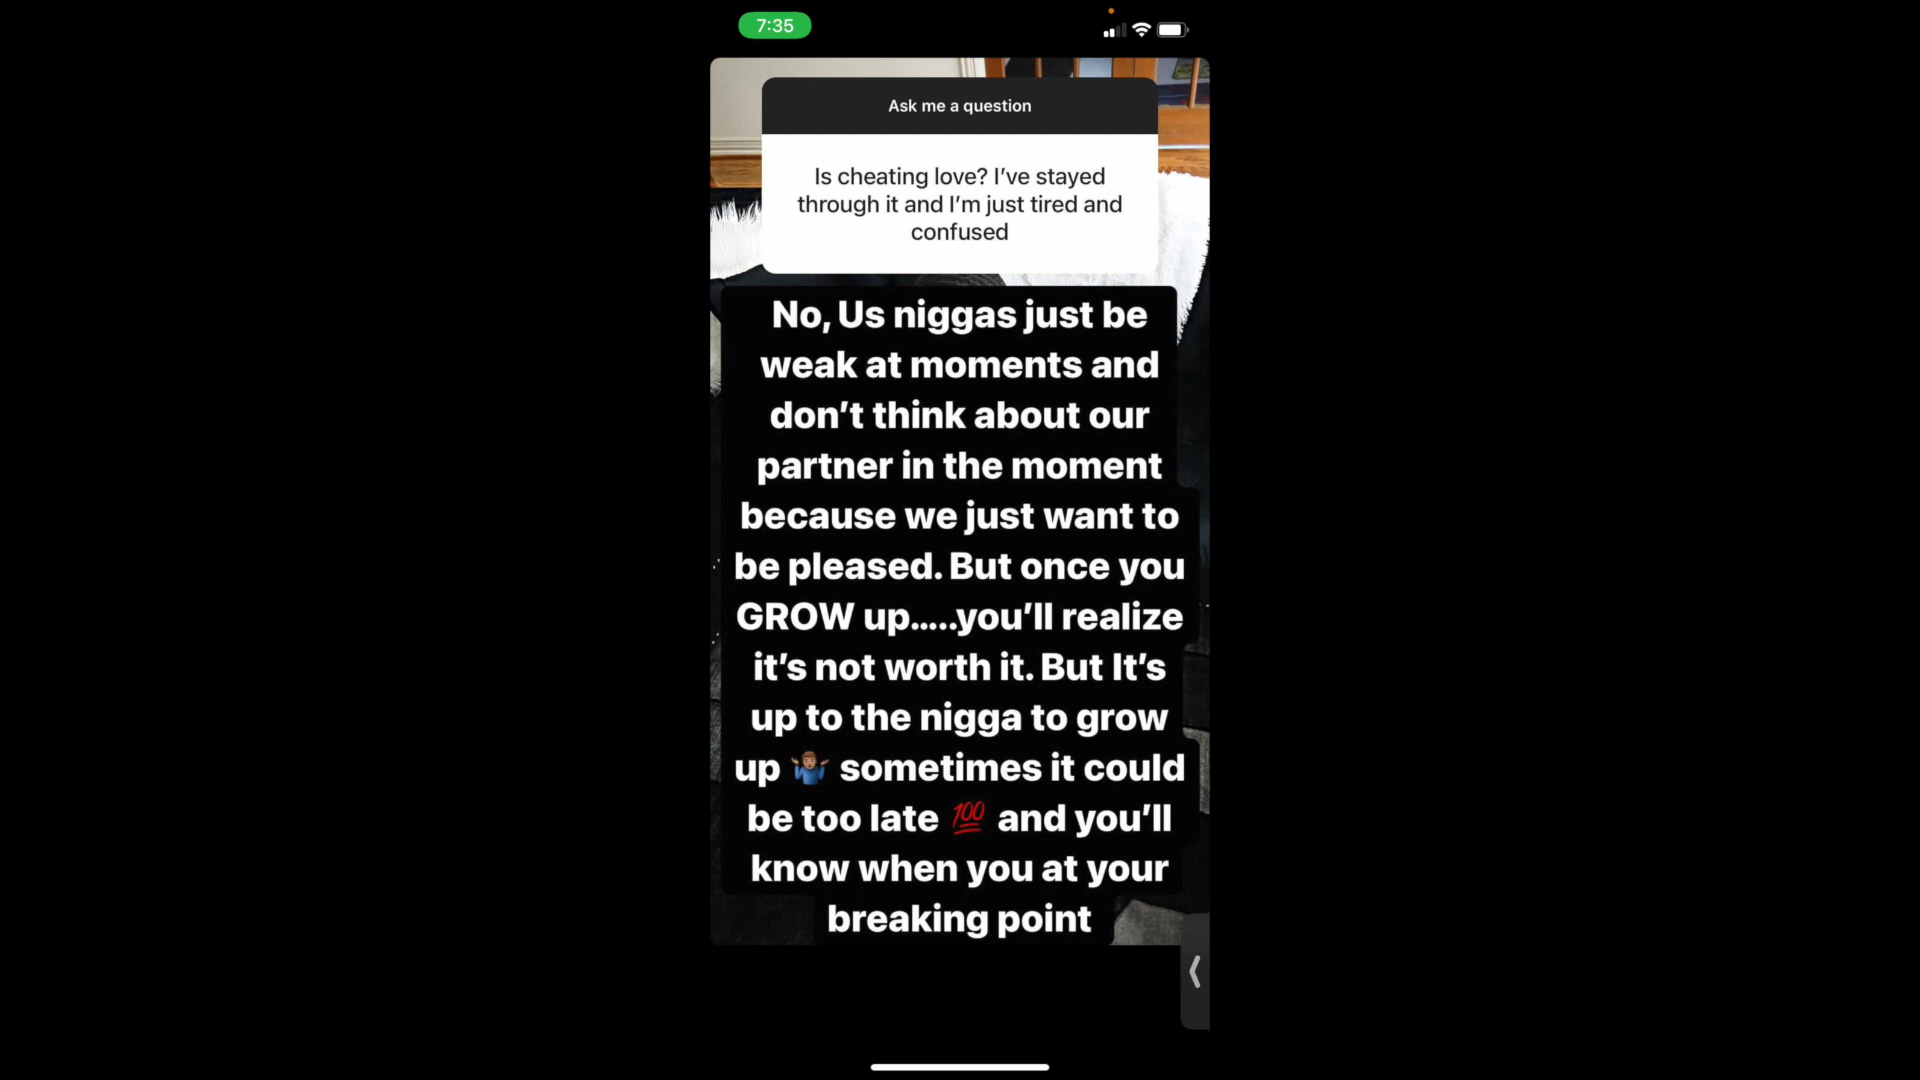 7:35
Ask me a question
Is cheating love? I’ve stayed
through it and I’m just tired and
confused
No, Us niggas just be
weak at moments and
don’t think about our
partner in the moment
because we just want to
be pleased. But once you
GROW up.....you’ll realize
it’s not worth it. But It’s
up to the nigga to grow
up 🤷🏽‍♂️ sometimes it could
be too late 💯 and you’ll
know when you at your
breaking point